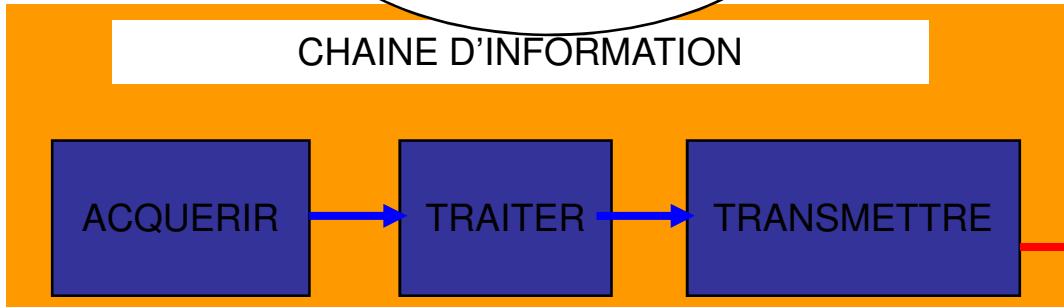 CHAINE D'INFORMATION
ACQUERIR TRAITER TRANSMETTRE